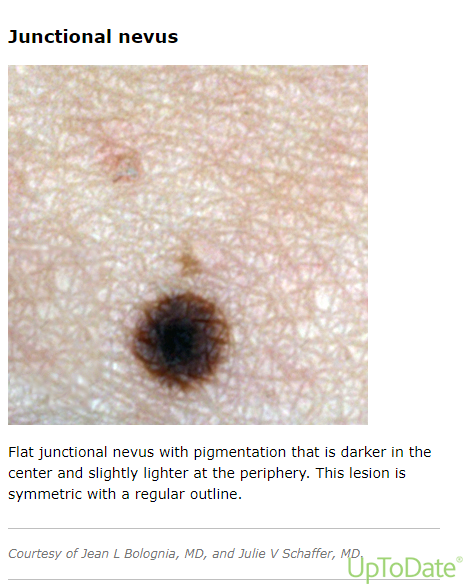 Junctional nevus
Flat junctional nevus with pigmentation that is darker in the
center and slightly lighter at the periphery. This lesion is
symmetric with a regular outline.
Courtesy of Jean L Bolognia, MD, and Julie V Schaffer, MD.
UpToDate®